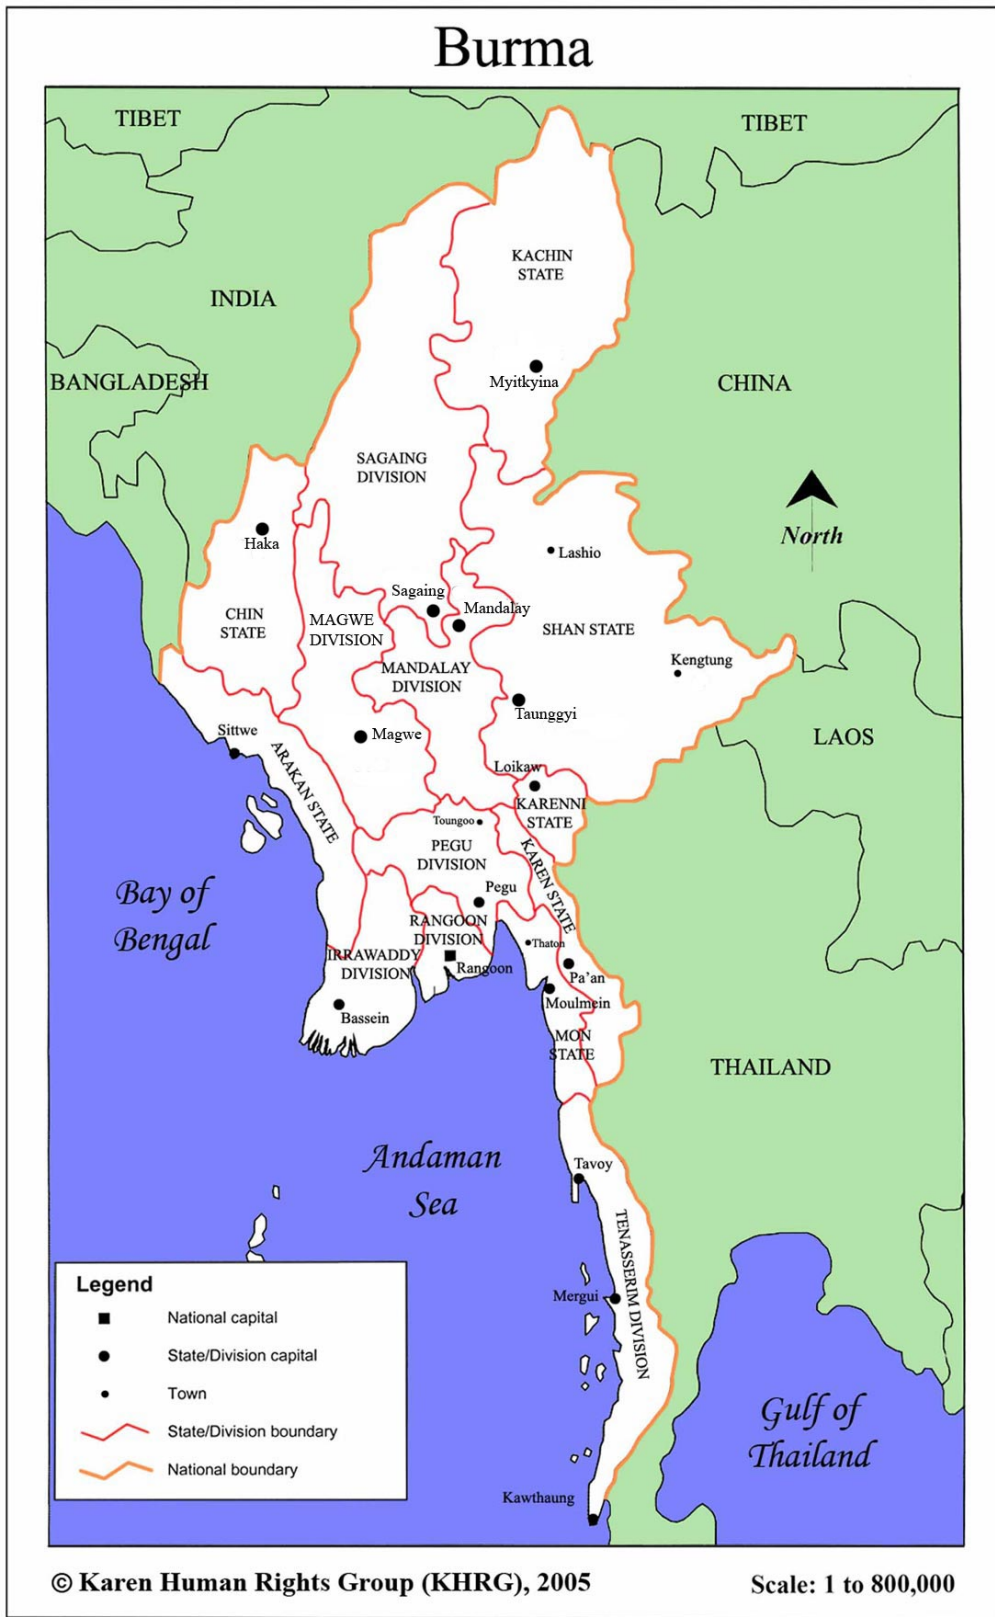 Burma
TIBET
TIBET
KACHIN
STATE
INDIA
BANGLADESH
Myitkyina
CHINA
SAGAING
DIVISION
North
Haka
Lashio
Sagaing
Mandalay
CHIN
STATE
MAGWE
DIVISION
SHAN STATE
MANDALAY
DIVISION
Kengtung
Taunggyi
Sittwe
Magwe
LAOS
ARAKAN STATE
Loikaw
KARENNI
STATE
Toungoo
PEGU
DIVISION
KAREN STATE
Pegu
Bay of
Bengal
RANGOON
DIVISION
Thaton
IRRAWADDY
DIVISION
Rangoon
Pa'an
Moulmein
Bassein
MON
STATE
THAILAND
Andaman
Sea
Tavoy
TENASSERIM DIVISION
Mergui
Legend
National capital
State/Division capital
Town
State/Division boundary
National boundary
Gulf of
Thailand
Kawthaung
© Karen Human Rights Group (KHRG), 2005
Scale: 1 to 800,000